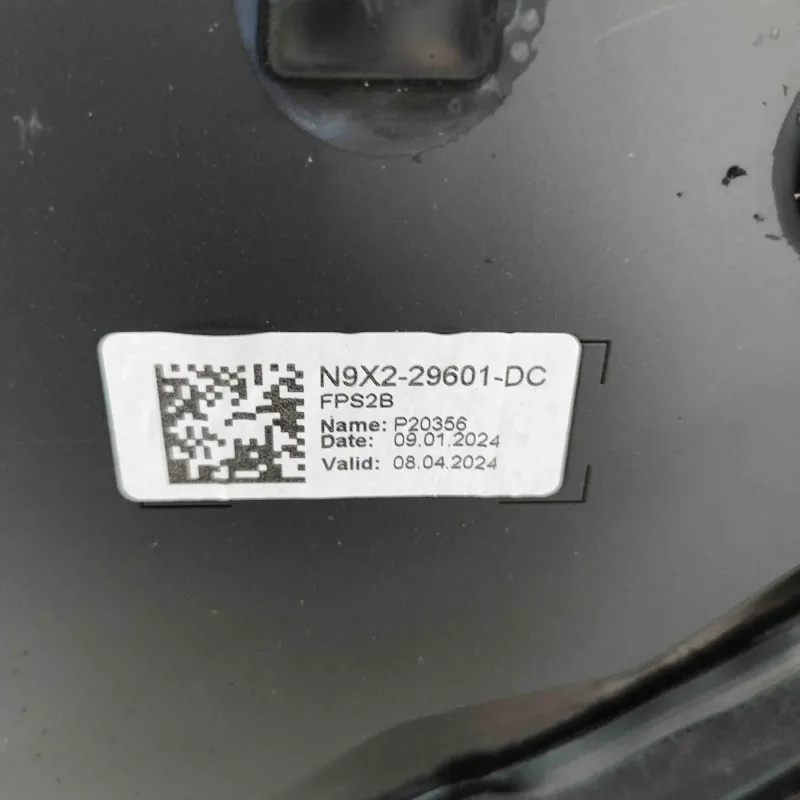 N9X2-29601-DC
FPS2B
Name: P20356
Date: 09.01.2024
Valid: 08.04.2024